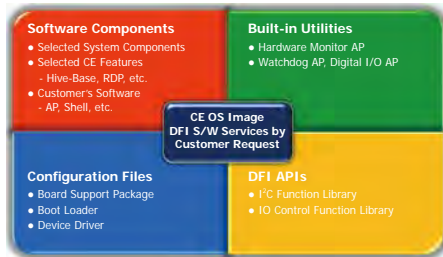 Software Components
● Selected System Components
● Selected CE Features
- Hive-Base, RDP, etc.
● Customer's Software
- AP, Shell, etc.
Built-in Utilities
● Hardware Monitor AP
● Watchdog AP, Digital I/O AP
CE OS Image
DFI S/W Services by
Customer Request
Configuration Files
● Board Support Package
● Boot Loader
● Device Driver
DFI APIs
● I²C Function Library
● IO Control Function Library